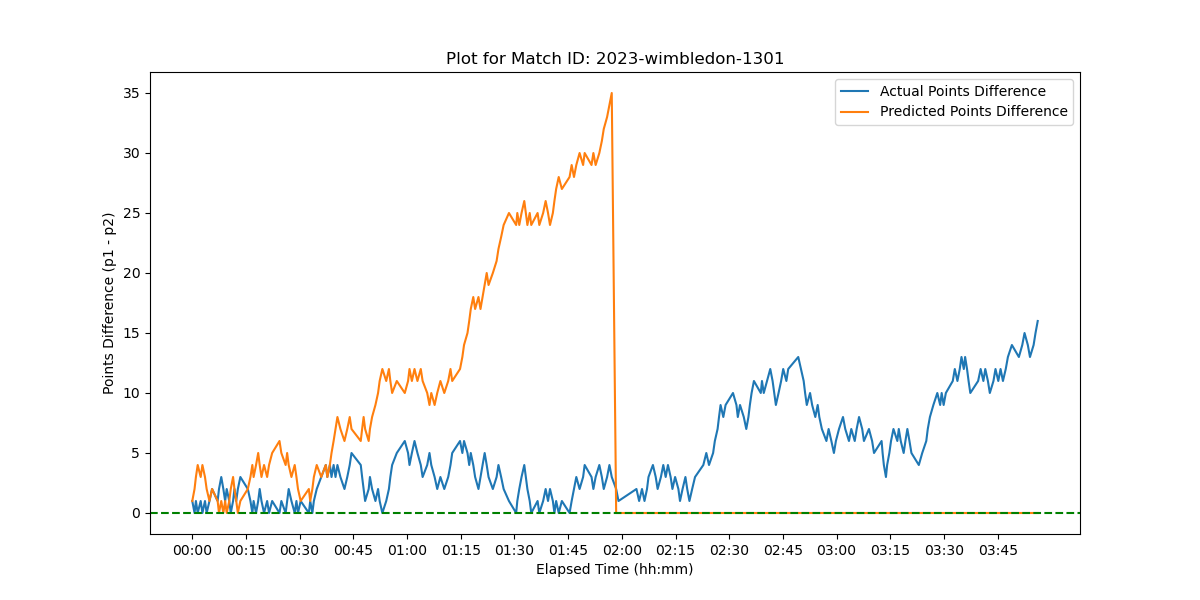 Plot for Match ID: 2023-wimbledon-1301
Actual Points Difference
Predicted Points Difference
Points Difference (p1 - p2)
35
30
25
20
15
10
5
0
00:00 00:15 00:30 00:45 01:00 01:15 01:30 01:45 02:00 02:15 02:30 02:45 03:00 03:15 03:30 03:45
Elapsed Time (hh:mm)